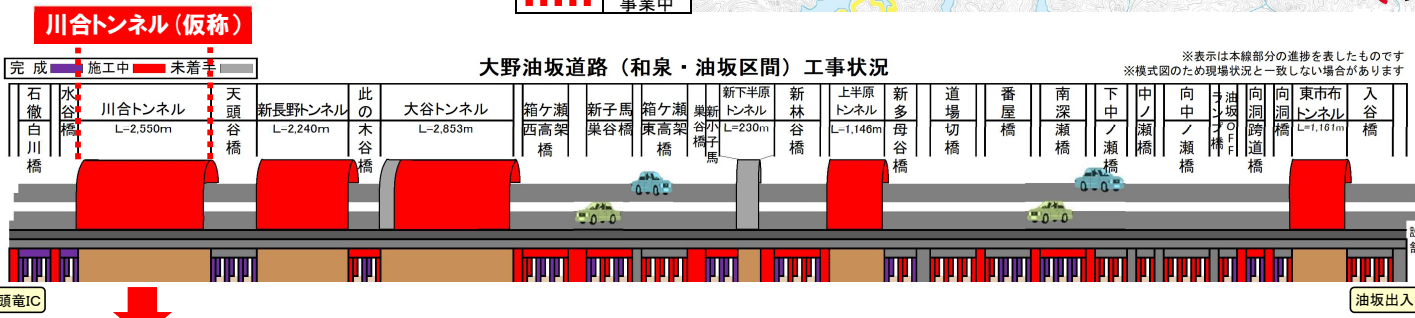 事業中
川合トンネル(仮称)
完 成 施工中 未着手
大野油坂道路（和泉・油坂区間）工事状況
※表示は本線部分の進捗を表したものです
※模式図のため現場状況と一致しない場合があります
石徹白川橋
水谷橋
川合トンネル
L=2,550m
天頭谷橋
新長野トンネル
L=2,240m
此の木谷橋
大谷トンネル
L=2,853m
箱ケ瀬西高架橋
新子馬巣谷橋
箱ケ瀬東高架橋
新小子馬巣谷橋
新下半原トンネル
L=230m
新林谷橋
上半原トンネル
L=1,146m
新多母谷橋
道場切橋
番屋橋
南深瀬橋
下中ノ瀬橋
中ノ瀬橋
向中ノ瀬橋
油坂OFFランプ橋
向洞跨道橋
向洞橋
東市布トンネル
L=1,161m
入谷橋
頭竜IC
油坂出入